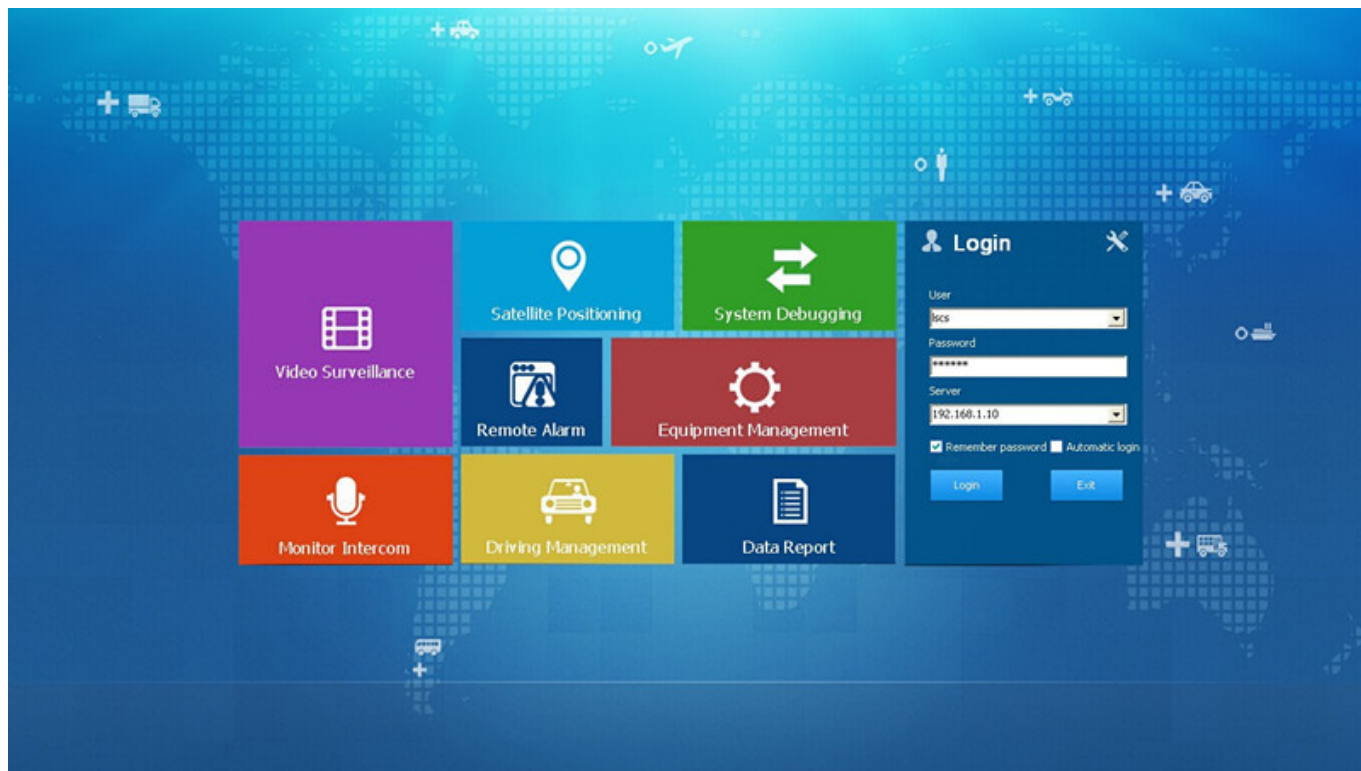 Login
Satellite Positioning
System Debugging
User
lscs
Password
******
Video Surveillance
Server
192.168.1.10
Remote Alarm
Equipment Management
Remember password
Automatic login
Login
Exit
Monitor Intercom
Driving Management
Data Report